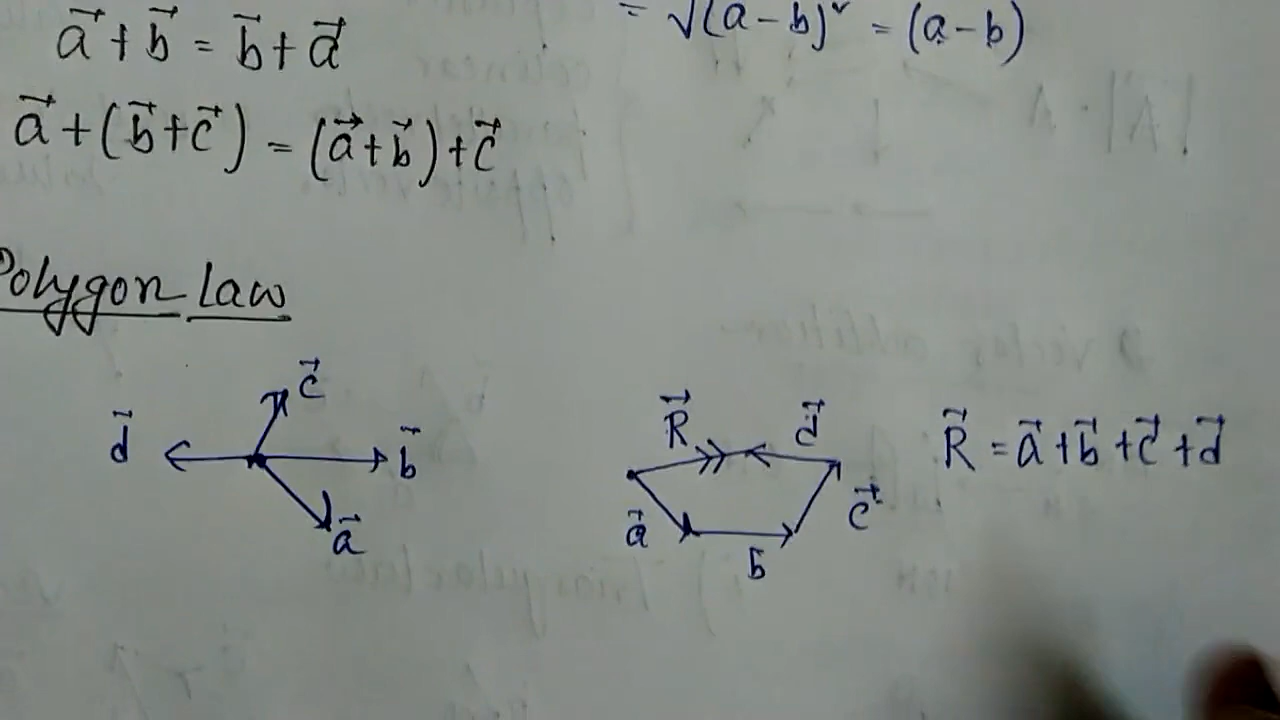 a⃗ + b⃗ = b⃗ + a⃗
= √(a - b)² = (a - b)
a⃗ + (b⃗ + c⃗) = (a⃗ + b⃗) + c⃗
Polygon Law
c⃗
d⃗
b⃗
a⃗
R⃗
d⃗
a⃗
b⃗
c⃗
R⃗ = a⃗ + b⃗ + c⃗ + d⃗